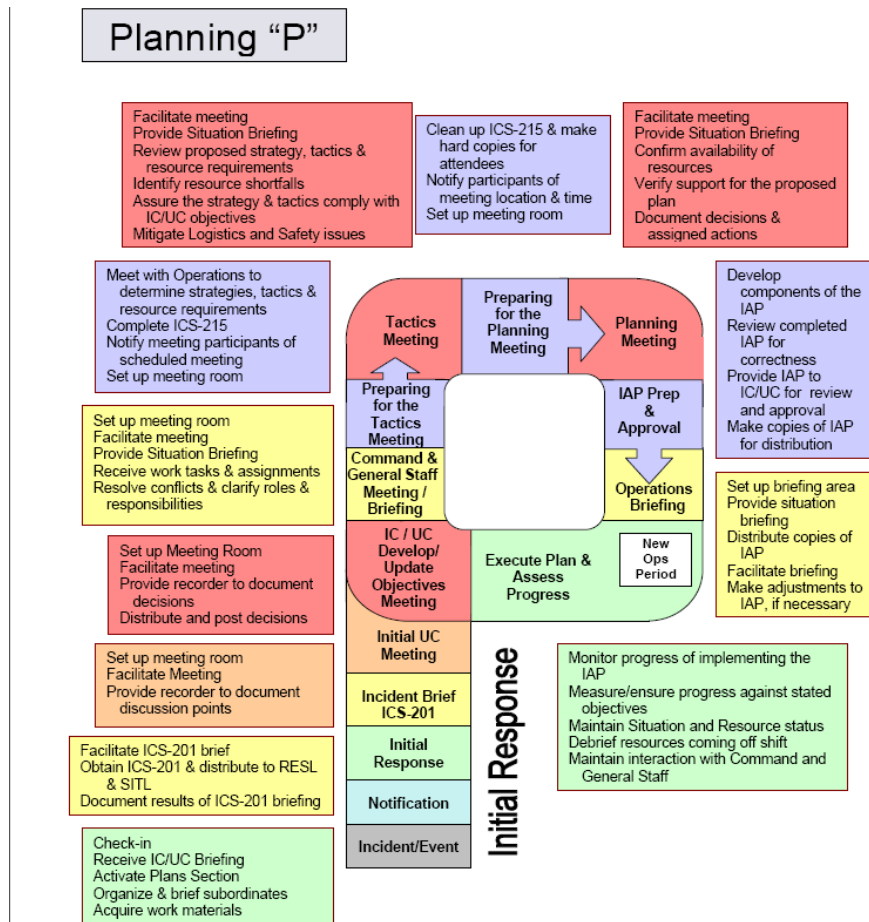 Planning “P”
Facilitate meeting
Provide Situation Briefing
Review proposed strategy, tactics &
resource requirements
Identify resource shortfalls
Assure the strategy & tactics comply with
IC/UC objectives
Mitigate Logistics and Safety issues
Clean up ICS-215 & make
hard copies for
attendees
Notify participants of
meeting location & time
Set up meeting room
Facilitate meeting
Provide Situation Briefing
Confirm availability of
resources
Verify support for the proposed
plan
Document decisions &
assigned actions
Meet with Operations to
determine strategies, tactics &
resource requirements
Complete ICS-215
Notify meeting participants of
scheduled meeting
Set up meeting room
Tactics
Meeting
Preparing
for the
Planning
Meeting
Planning
Meeting
Develop
components of the
IAP
Review completed
IAP for
correctness
Provide IAP to
IC/UC for review
and approval
Make copies of IAP
for distribution
Preparing
for the
Tactics
Meeting
IAP Prep
&
Approval
Set up meeting room
Facilitate meeting
Provide Situation Briefing
Receive work tasks & assignments
Resolve conflicts & clarify roles &
responsibilities
Command &
General Staff
Meeting /
Briefing
Operations
Briefing
Set up briefing area
Provide situation
briefing
Distribute copies of
IAP
Facilitate briefing
Make adjustments to
IAP, if necessary
Set up Meeting Room
Facilitate meeting
Provide recorder to document
decisions
Distribute and post decisions
IC / UC
Develop/
Update
Objectives
Meeting
Execute Plan &
Assess
Progress
New
Ops
Period
Set up meeting room
Facilitate Meeting
Provide recorder to document
discussion points
Initial UC
Meeting
Incident Brief
ICS-201
Initial Response
Monitor progress of implementing the
IAP
Measure/ensure progress against stated
objectives
Maintain Situation and Resource status
Debrief resources coming off shift
Maintain interaction with Command and
General Staff
Facilitate ICS-201 brief
Obtain ICS-201 & distribute to RESL
& SITL
Document results of ICS-201 briefing
Initial
Response
Notification
Incident/Event
Check-in
Receive IC/UC Briefing
Activate Plans Section
Organize & brief subordinates
Acquire work materials